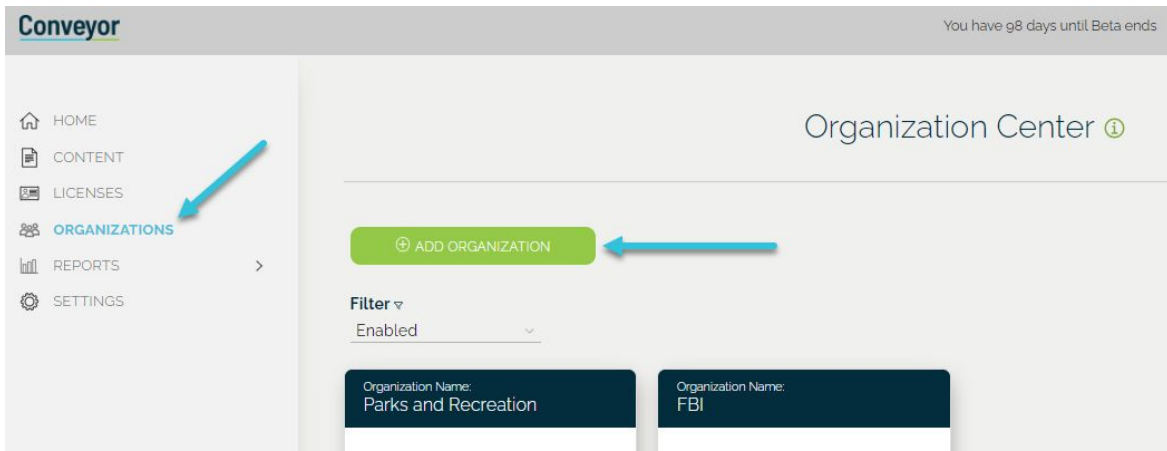 Conveyor
You have 98 days until Beta ends
HOME
CONTENT
LICENSES
ORGANIZATIONS
REPORTS
SETTINGS
Organization Center
ADD ORGANIZATION
Filter
Enabled
Organization Name:
Parks and Recreation
Organization Name:
FBI